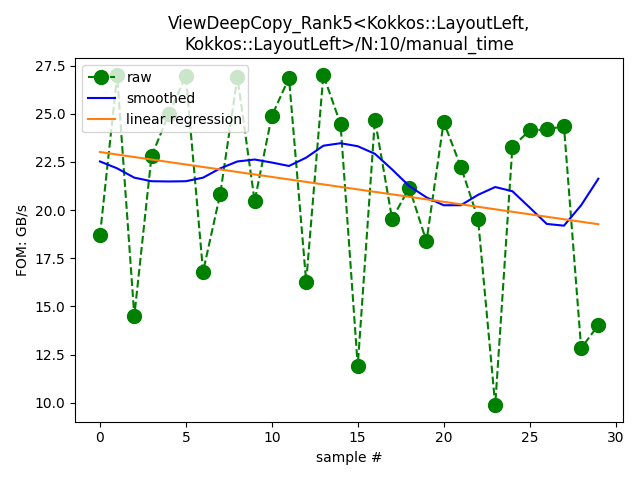 ViewDeepCopy_Rank5<Kokkos::LayoutLeft,
Kokkos::LayoutLeft>/N:10/manual_time
raw
smoothed
linear regression
FOM: GB/s
27.5
25.0
22.5
20.0
17.5
15.0
12.5
10.0
0
5
10
15
20
25
30
sample #